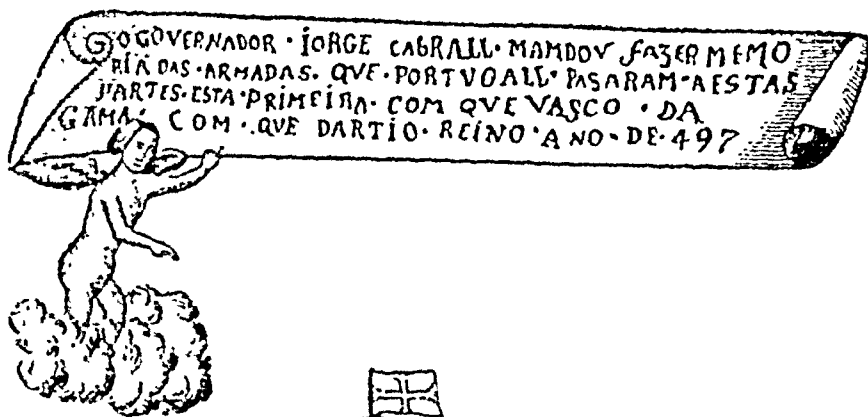 O GOVERNADOR · IORGE CABRALL · MAMDOV FAZER MEMO
RIA DAS · ARMADAS · QVE · PORTVGALL · PASARAM · A ESTAS
PARTES · ESTA · PRIMEIRA · COM QVE VASCO · DA
GAMA · COM · QVE PARTIO · REINO · ANO · DE · 497